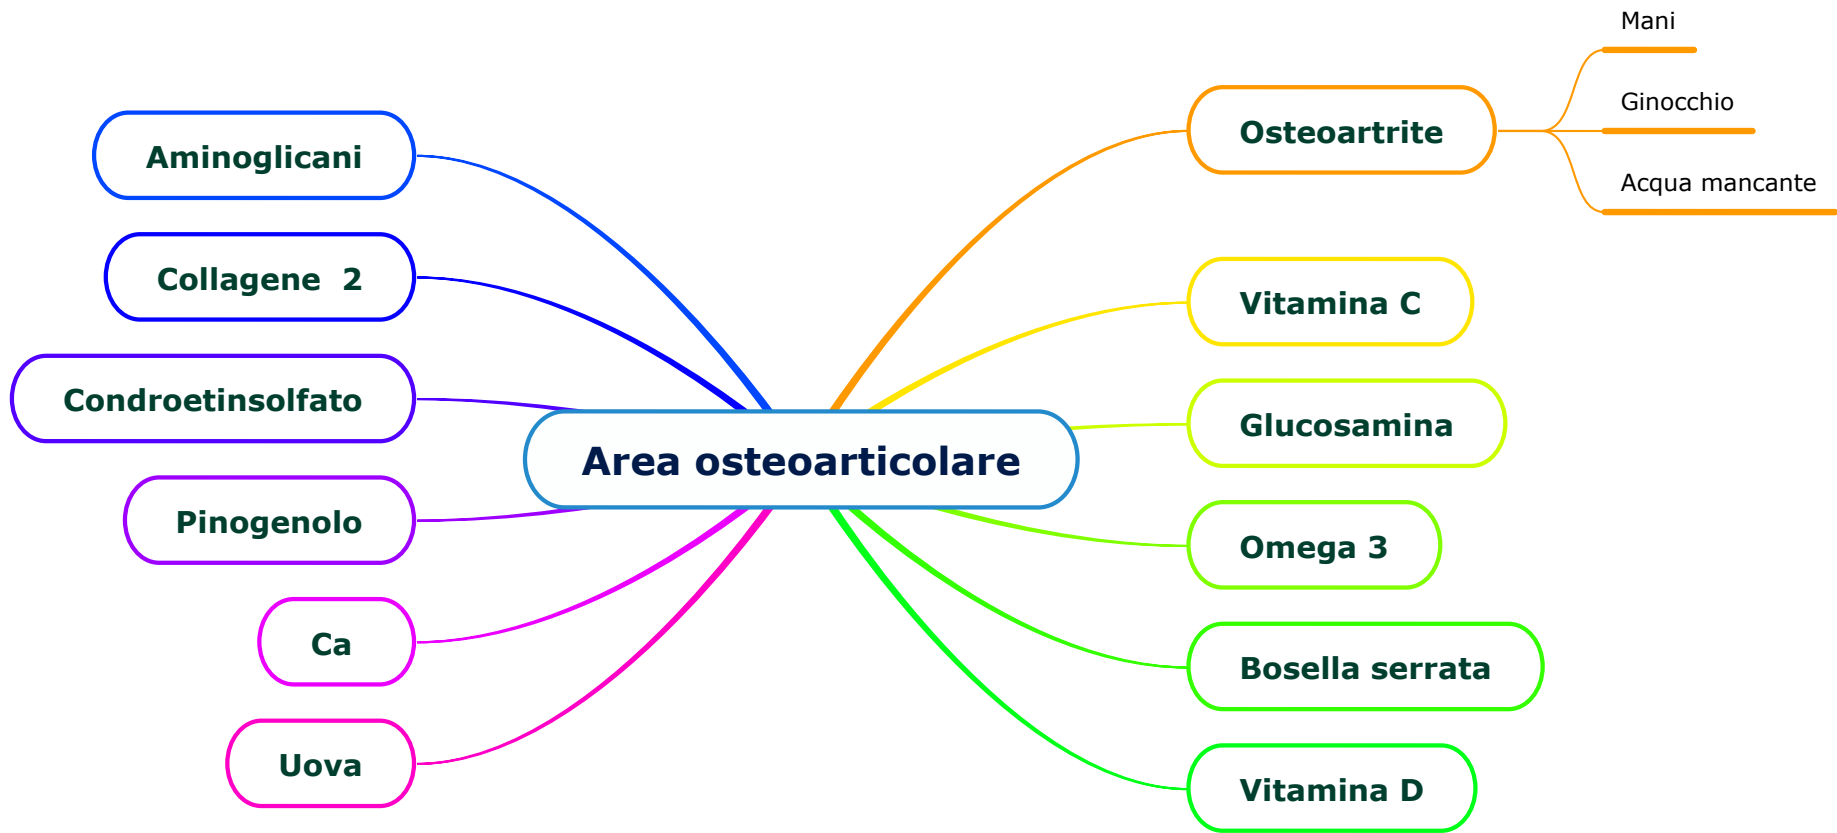 Mani
Ginocchio
Acqua mancante
Osteoartrite
Vitamina C
Glucosamina
Omega 3
Bosella serrata
Vitamina D
Area osteoarticolare
Aminoglicani
Collagene  2
Condroetinsolfato
Pinogenolo
Ca
Uova